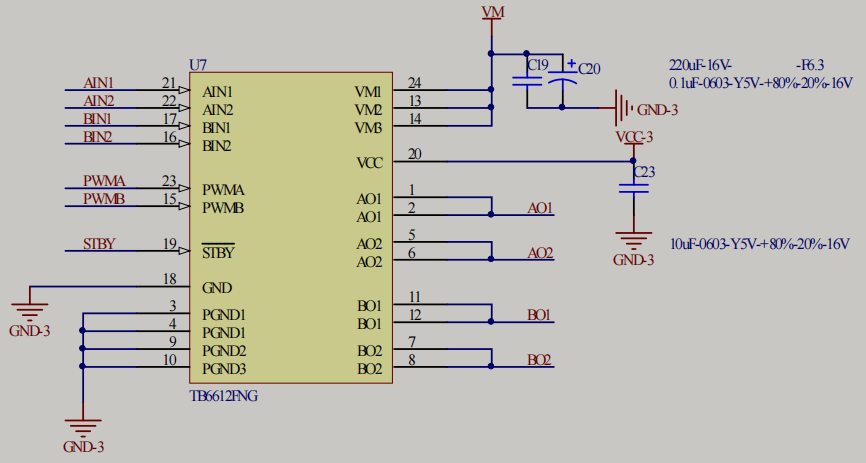 VM
U7
C19
+
C20
220uF-16V- -F6.3
0.1uF-0603-Y5V-+80%-20%-16V
GND-3
AIN1 21 AIN1
AIN2 22 AIN2
BIN1 17 BIN1
BIN2 16 BIN2
PWMA 23 PWMA
PWMB 15 PWMB
STBY 19 STBY
18 GND
GND-3
3 PGND1
4 PGND1
9 PGND2
10 PGND3
GND-3
VM1 24
VM2 13
VM3 14
VCC 20
VCC-3
C23
10uF-0603-Y5V-+80%-20%-16V
GND-3
AO1 1
AO1 2 AO1
AO2 5
AO2 6 AO2
BO1 11
BO1 12 BO1
BO2 7
BO2 8 BO2
TB6612FNG